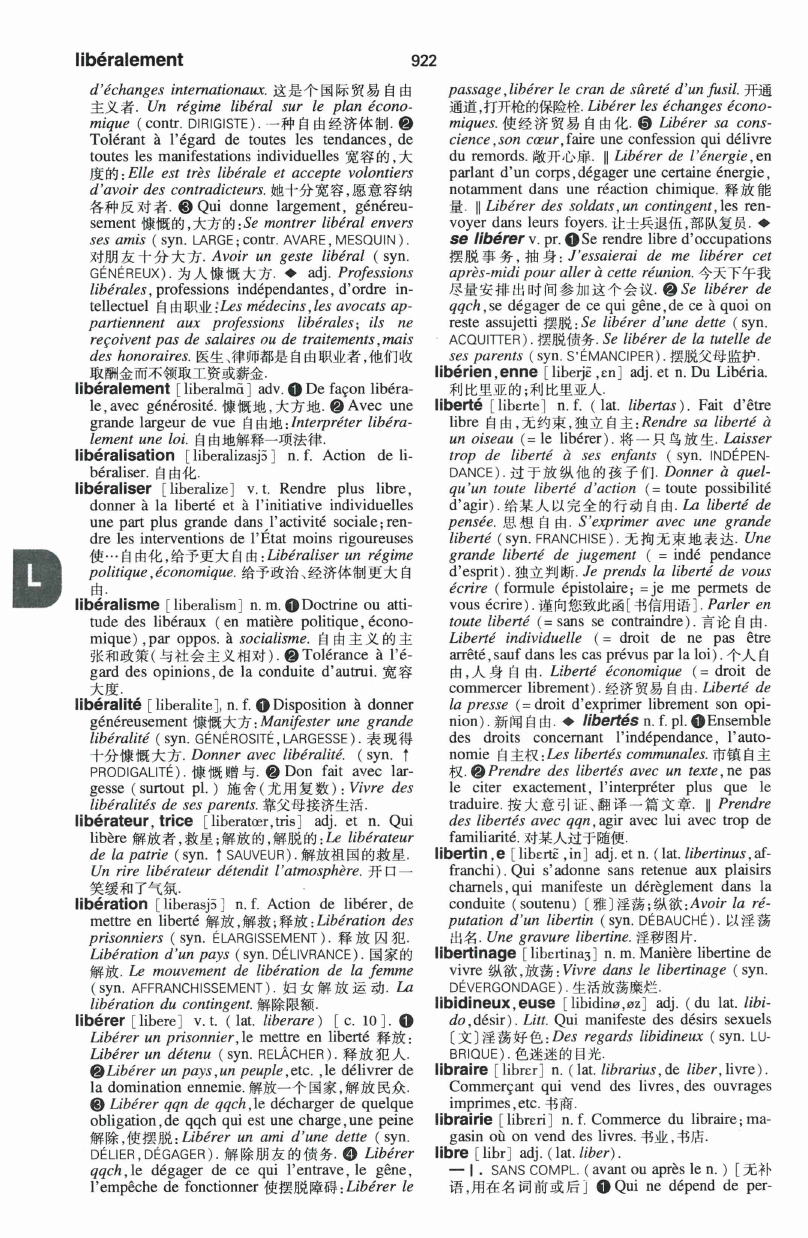 libéralement
922
d'échanges internationaux. 这是个国际贸易自由
主义者. Un régime libéral sur le plan écono-
mique (contr. DIRIGISTE). 一种自由经济体制. ❷
Tolérant à l'égard de toutes les tendances, de
toutes les manifestations individuelles 宽容的,大
度的:Elle est très libérale et accepte volontiers
d'avoir des contradicteurs. 她十分宽容,愿意容纳
各种反对者. ❸ Qui donne largement, généreu-
sement 慷慨的,大方的:Se montrer libéral envers
ses amis (syn. LARGE; contr. AVARE, MESQUIN).
对朋友十分大方. Avoir un geste libéral (syn.
GÉNÉREUX). 为人慷慨大方. ◆ adj. Professions
libérales, professions indépendantes, d'ordre in-
tellectuel 自由职业:Les médecins,les avocats ap-
partiennent aux professions libérales; ils ne
reçoivent pas de salaires ou de traitements,mais
des honoraires. 医生、律师都是自由职业者,他们收
取酬金而不领取工资或薪金.
libéralement [liberalmɑ̃] adv. ❶ De façon libéra-
le,avec générosité. 慷慨地,大方地. ❷ Avec une
grande largeur de vue 自由地:Interpréter libéra-
lement une loi. 自由地解释一项法律.
libéralisation [liberalizasjɔ̃] n. f. Action de li-
béraliser. 自由化.
libéraliser [liberalize] v. t. Rendre plus libre,
donner à la liberté et à l'initiative individuelles
une part plus grande dans l'activité sociale;ren-
dre les interventions de l'État moins rigoureuses
使…自由化,给予更大自由:Libéraliser un régime
politique,économique. 给予政治、经济体制更大自
由.
L
libéralisme [liberalism] n. m. ❶ Doctrine ou atti-
tude des libéraux (en matière politique, écono-
mique),par oppos. à socialisme. 自由主义的主
张和政策(与社会主义相对). ❷ Tolérance à l'é-
gard des opinions,de la conduite d'autrui. 宽容
大度.
libéralité [liberalite], n. f. ❶ Disposition à donner
généreusement 慷慨大方:Manifester une grande
libéralité (syn. GÉNÉROSITÉ, LARGESSE). 表现得
十分慷慨大方. Donner avec libéralité. (syn. ↑
PRODIGALITÉ). 慷慨赠与. ❷ Don fait avec lar-
gesse (surtout pl.) 施舍(尤用复数):Vivre des
libéralités de ses parents. 靠父母接济生活.
libérateur, trice [liberatœr,tris] adj. et n. Qui
libère 解放者,救星;解放的,解脱的:Le libérateur
de la patrie (syn. ↑ SAUVEUR). 解放祖国的救星.
Un rire libérateur détendit l'atmosphère. 开口一
笑缓和了气氛.
libération [liberasjɔ̃] n. f. Action de libérer, de
mettre en liberté 解放,解救;释放:Libération des
prisonniers (syn. ÉLARGISSEMENT). 释放囚犯.
Libération d'un pays (syn. DÉLIVRANCE). 国家的
解放. Le mouvement de libération de la femme
(syn. AFFRANCHISSEMENT). 妇女解放运动. La
libération du contingent. 解除限额.
libérer [libere] v. t. (lat. liberare) [c. 10]. ❶
Libérer un prisonnier,le mettre en liberté 释放:
Libérer un détenu (syn. RELÂCHER). 释放犯人.
❷ Libérer un pays,un peuple,etc. ,le délivrer de
la domination ennemie. 解放一个国家,解放民众.
❸ Libérer qqn de qqch,le décharger de quelque
obligation,de qqch qui est une charge,une peine
解除,使摆脱:Libérer un ami d'une dette (syn.
DÉLIER, DÉGAGER). 解除朋友的债务. ❹ Libérer
qqch,le dégager de ce qui l'entrave, le gêne,
l'empêche de fonctionner 使摆脱障碍:Libérer le
passage,libérer le cran de sûreté d'un fusil. 开通
通道,打开枪的保险栓. Libérer les échanges écono-
miques. 使经济贸易自由化. ❺ Libérer sa cons-
cience,son cœur,faire une confession qui délivre
du remords. 敞开心扉. ‖ Libérer de l'énergie,en
parlant d'un corps,dégager une certaine énergie,
notamment dans une réaction chimique. 释放能
量. ‖ Libérer des soldats,un contingent,les ren-
voyer dans leurs foyers. 让士兵退伍,部队复员. ◆
se libérer v. pr. ❶ Se rendre libre d'occupations
摆脱事务, 抽身: J'essaierai de me libérer cet
après-midi pour aller à cette réunion. 今天下午我
尽量安排出时间参加这个会议. ❷ Se libérer de
qqch,se dégager de ce qui gêne,de ce à quoi on
reste assujetti 摆脱:Se libérer d'une dette (syn.
ACQUITTER). 摆脱债务. Se libérer de la tutelle de
ses parents (syn. S'ÉMANCIPER). 摆脱父母监护.
libérien,enne [liberjɛ̃,ɛn] adj. et n. Du Libéria.
利比里亚的;利比里亚人.
liberté [libɛrte] n. f. (lat. libertas). Fait d'être
libre 自由,无约束,独立自主:Rendre sa liberté à
un oiseau (= le libérer). 将一只鸟放生. Laisser
trop de liberté à ses enfants (syn. INDÉPEN-
DANCE). 过于放纵他的孩子们. Donner à quel-
qu'un toute liberté d'action (= toute possibilité
d'agir). 给某人以完全的行动自由. La liberté de
pensée. 思想自由. S'exprimer avec une grande
liberté (syn. FRANCHISE). 无拘无束地表达. Une
grande liberté de jugement ( = indé pendance
d'esprit). 独立判断. Je prends la liberté de vous
écrire (formule épistolaire; =je me permets de
vous écrire). 谨向您致此函[书信用语]. Parler en
toute liberté (= sans se contraindre). 言论自由.
Liberté individuelle (= droit de ne pas être
arrêté,sauf dans les cas prévus par la loi). 个人自
由,人身自由. Liberté économique (= droit de
commercer librement). 经济贸易自由. Liberté de
la presse (= droit d'exprimer librement son opi-
nion). 新闻自由. ◆ libertés n. f. pl. ❶ Ensemble
des droits concernant l'indépendance, l'auto-
nomie 自主权:Les libertés communales. 市镇自主
权. ❷ Prendre des libertés avec un texte,ne pas
le citer exactement, l'interpréter plus que le
traduire. 按大意引证、翻译一篇文章. ‖ Prendre
des libertés avec qqn,agir avec lui avec trop de
familiarité. 对某人过于随便.
libertin,e [libɛrtɛ̃,in] adj. et n. (lat. libertinus,af-
franchi). Qui s'adonne sans retenue aux plaisirs
charnels,qui manifeste un dérèglement dans la
conduite (soutenu) [雅]淫荡;纵欲:Avoir la ré-
putation d'un libertin (syn. DÉBAUCHÉ). 以淫荡
出名. Une gravure libertine. 淫秽图片.
libertinage [libɛrtinaʒ] n. m. Manière libertine de
vivre 纵欲,放荡:Vivre dans le libertinage (syn.
DÉVERGONDAGE). 生活放荡糜烂.
libidineux,euse [libidinø,øz] adj. (du lat. libi-
do,désir). Litt. Qui manifeste des désirs sexuels
[文]淫荡好色:Des regards libidineux (syn. LU-
BRIQUE). 色迷迷的目光.
libraire [librɛr] n. (lat. librarius, de liber, livre).
Commerçant qui vend des livres, des ouvrages
imprimes,etc. 书商.
librairie [librɛri] n. f. Commerce du libraire;ma-
gasin où on vend des livres. 书业,书店.
libre [libr] adj. (lat. liber).
— I . SANS COMPL. (avant ou après le n.) [无补
语,用在名词前或后] ❶ Qui ne dépend de per-